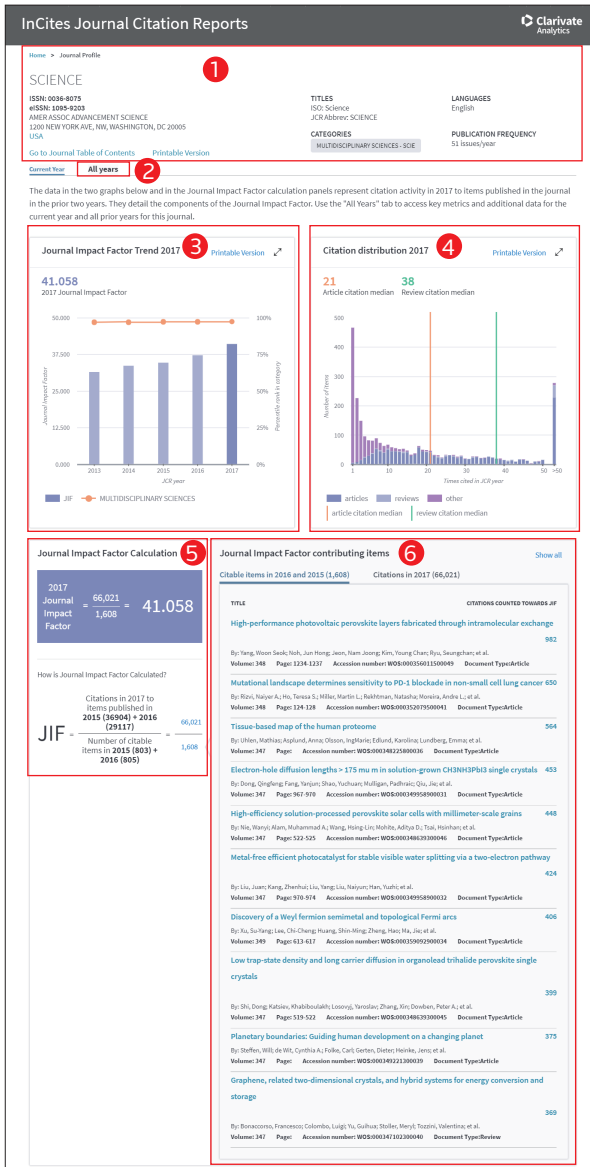 InCites Journal Citation Reports
Clarivate
Analytics
Home > Journal Profile
1
SCIENCE
ISSN: 0036-8075
eISSN: 1095-9203
AMER ASSOC ADVANCEMENT SCIENCE
1200 NEW YORK AVE, NW, WASHINGTON, DC 20005
USA
Go to Journal Table of Contents Printable Version
TITLES
ISO: Science
JCR Abbrev: SCIENCE
CATEGORIES
MULTIDISCIPLINARY SCIENCES - SCIE
LANGUAGES
English
PUBLICATION FREQUENCY
51 issues/year
Current Year All years 2
The data in the two graphs below and in the Journal Impact Factor calculation panels represent citation activity in 2017 to items published in the journal
in the prior two years. They detail the components of the Journal Impact Factor. Use the "All Years" tab to access key metrics and additional data for the
current year and all prior years for this journal.
Journal Impact Factor Trend 2017 3 Printable Version
41.058
2017 Journal Impact Factor
50.000 100%
37.500 75%
25.000 50%
12.500 25%
0.000 0%
Journal Impact Factor
Percentile rank in category
2013 2014 2015 2016 2017
JCR year
JIF MULTIDISCIPLINARY SCIENCES
Citation distribution 2017 4 Printable Version
21 38
Article citation median Review citation median
500
400
300
200
100
0
Number of items
1 10 20 30 40 50 >50
Times cited in JCR year
articles reviews other
article citation median review citation median
Journal Impact Factor Calculation 5
2017
Journal
Impact
Factor
= 66,021
1,608
= 41.058
How is Journal Impact Factor Calculated?
JIF =
Citations in 2017 to
items published in
2015 (36904) + 2016
(29117)
Number of citable
items in 2015 (803) +
2016 (805)
= 66,021
1,608
Journal Impact Factor contributing items 6 Show all
Citable items in 2016 and 2015 (1,608) Citations in 2017 (66,021)
TITLE CITATIONS COUNTED TOWARDS JIF
High-performance photovoltaic perovskite layers fabricated through intramolecular exchange
982
By: Yang, Woon Seok; Noh, Jun Hong; Jeon, Nam Joong; Kim, Young Chan; Ryu, Seungchan; et al.
Volume: 348 Page: 1234-1237 Accession number: WOS:000356011500049 Document Type:Article
Mutational landscape determines sensitivity to PD-1 blockade in non-small cell lung cancer 650
By: Rizvi, Naiyer A.; Ho, Teresa S.; Miller, Martin L.; Rekhtman, Natasha; Moreira, Andre L.; et al.
Volume: 348 Page: 124-128 Accession number: WOS:000352079500041 Document Type:Article
Tissue-based map of the human proteome 564
By: Uhlen, Mathias; Asplund, Anna; Olsson, IngMarie; Edlund, Karolina; Lundberg, Emma; et al.
Volume: 347 Page: Accession number: WOS:000348225800036 Document Type:Article
Electron-hole diffusion lengths > 175 mu m in solution-grown CH3NH3PbI3 single crystals 453
By: Dong, Qingfeng; Fang, Yanjun; Shao, Yuchuan; Mulligan, Padhraic; Qiu, Jie; et al.
Volume: 347 Page: 967-970 Accession number: WOS:000349958900031 Document Type:Article
High-efficiency solution-processed perovskite solar cells with millimeter-scale grains 448
By: Nie, Wanyi; Alam, Muhammad A.; Wang, Hsing-Lin; Mohite, Aditya D.; Tsai, Hsinhan; et al.
Volume: 347 Page: 522-525 Accession number: WOS:000348639300046 Document Type:Article
Metal-free efficient photocatalyst for stable visible water splitting via a two-electron pathway
424
By: Liu, Juan; Kang, Zhenhui; Liu, Yang; Liu, Naiyun; Han, Yuzhi; et al.
Volume: 347 Page: 970-974 Accession number: WOS:000349958900032 Document Type:Article
Discovery of a Weyl fermion semimetal and topological Fermi arcs 406
By: Xu, Su-Yang; Lee, Chi-Cheng; Huang, Shin-Ming; Zheng, Hao; Ma, Jie; et al.
Volume: 349 Page: 613-617 Accession number: WOS:000359092900034 Document Type:Article
Low trap-state density and long carrier diffusion in organolead trihalide perovskite single
crystals
399
By: Shi, Dong; Katsiev, Khabiboulakh; Losovyj, Yaroslav; Zhang, Xin; Dowben, Peter A.; et al.
Volume: 347 Page: 519-522 Accession number: WOS:000348639300045 Document Type:Article
Planetary boundaries: Guiding human development on a changing planet 375
By: Steffen, Will; de Wit, Cynthia A.; Folke, Carl; Gerten, Dieter; Heinke, Jens; et al.
Volume: 347 Page: Accession number: WOS:000349221300039 Document Type:Article
Graphene, related two-dimensional crystals, and hybrid systems for energy conversion and
storage
369
By: Bonaccorso, Francesco; Colombo, Luigi; Yu, Guihua; Stoller, Meryl; Tozzini, Valentina; et al.
Volume: 347 Page: Accession number: WOS:000347102300040 Document Type:Review